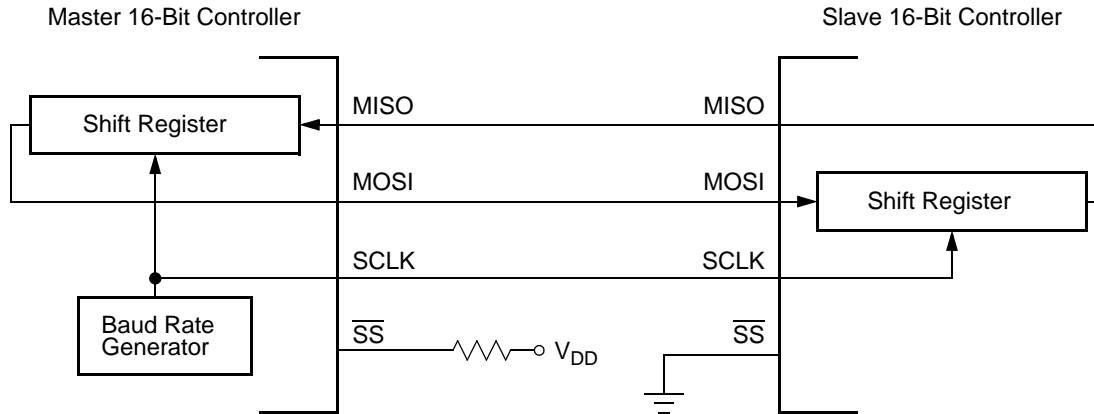 Master 16-Bit Controller
Slave 16-Bit Controller
Shift Register
MISO
MISO
MOSI
MOSI
Shift Register
SCLK
SCLK
Baud Rate
Generator
SS
VDD
SS